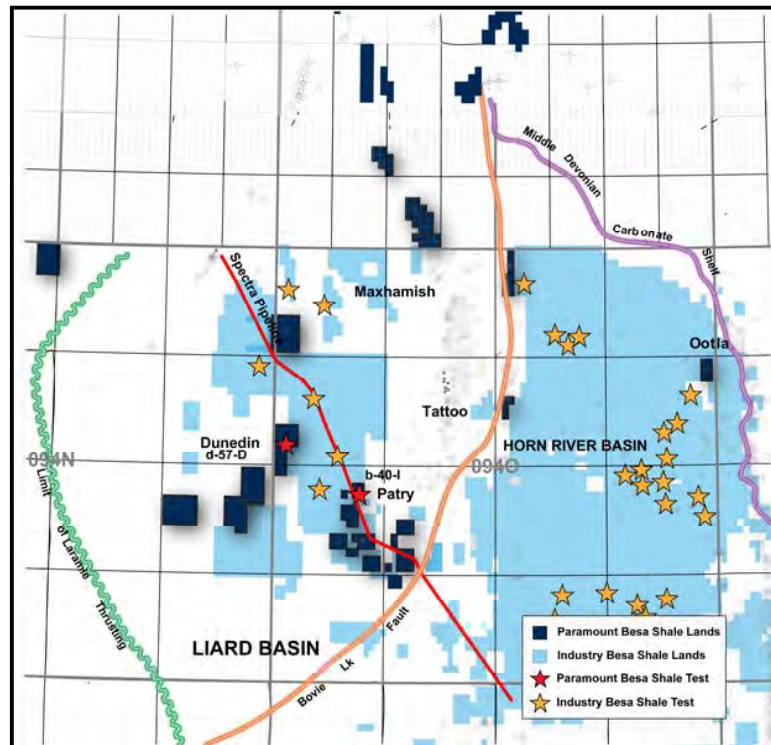 Middle Devonian
Carbonate
Shelf
Spectra Pipeline
Maxhamish
Ootla
Tattoo
Dunedin
d-57-D
094N
HORN RIVER BASIN
094O
b-40-I
Patry
Limit
of Laramie
Thrusting
LIARD BASIN
Bovie Lk Fault
Paramount Besa Shale Lands
Industry Besa Shale Lands
Paramount Besa Shale Test
Industry Besa Shale Test